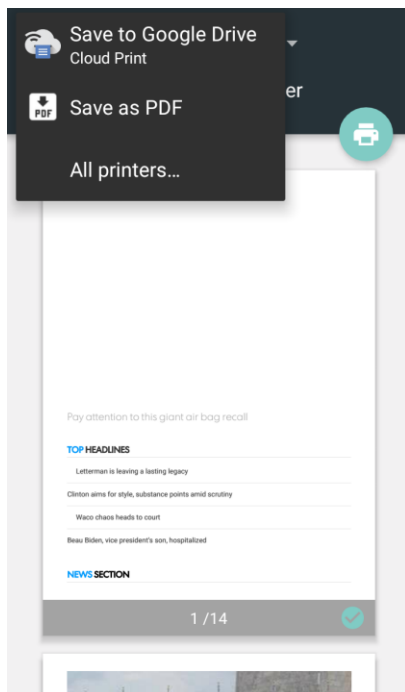 Save to Google Drive
Cloud Print
er
PDF
Save as PDF
All printers...
Pay attention to this giant air bag recall
TOP HEADLINES
Letterman is leaving a lasting legacy
Clinton aims for style, substance points amid scrutiny
Waco chaos heads to court
Beau Biden, vice president's son, hospitalized
NEWS SECTION
1 /14